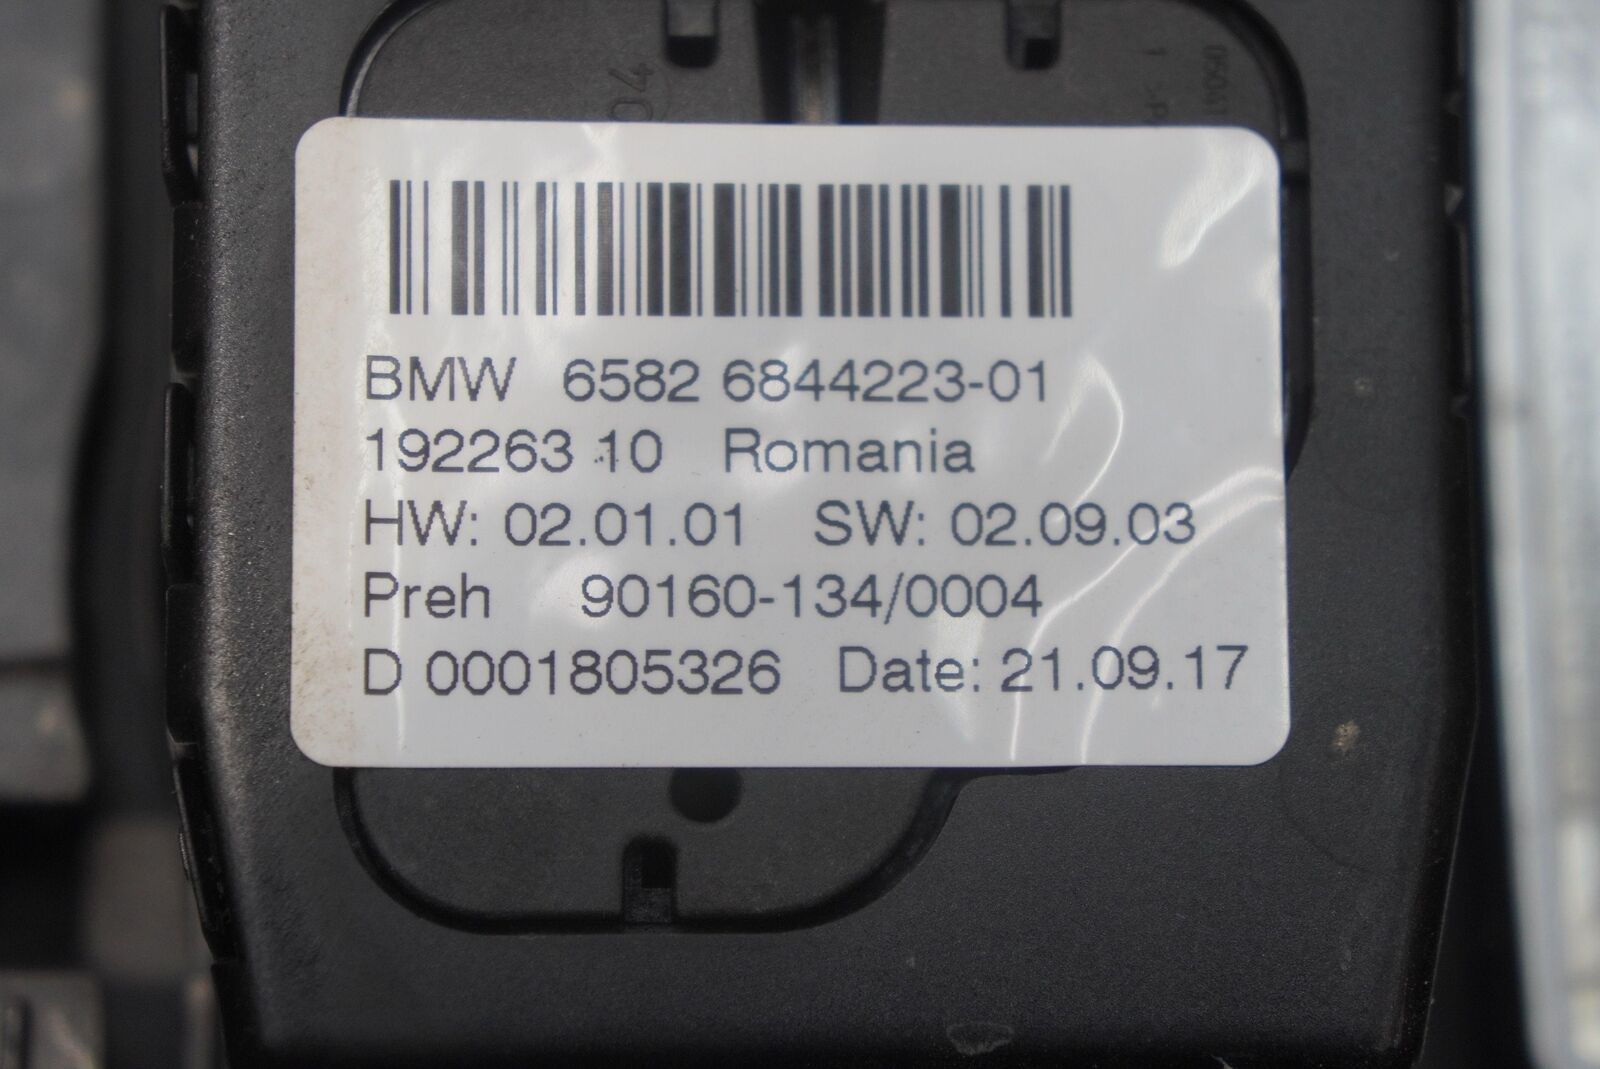 04
BMW 6582 6844223-01
192263 10 Romania
HW: 02.01.01 SW: 02.09.03
Preh 90160-134/0004
D 0001805326 Date: 21.09.17